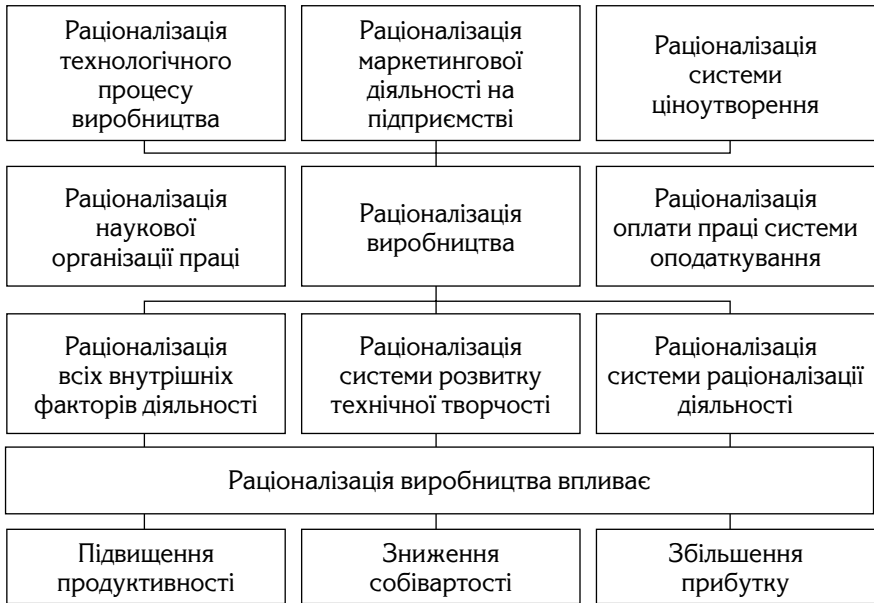 Раціоналізація
технологічного
процесу
виробництва
Раціоналізація
маркетингової
діяльності на
підприємстві
Раціоналізація
системи
ціноутворення
Раціоналізація
наукової
організації праці
Раціоналізація
виробництва
Раціоналізація
оплати праці системи
оподаткування
Раціоналізація
всіх внутрішніх
факторів діяльності
Раціоналізація
системи розвитку
технічної творчості
Раціоналізація
системи раціоналізації
діяльності
Раціоналізація виробництва впливає
Підвищення
продуктивності
Зниження
собівартості
Збільшення
прибутку